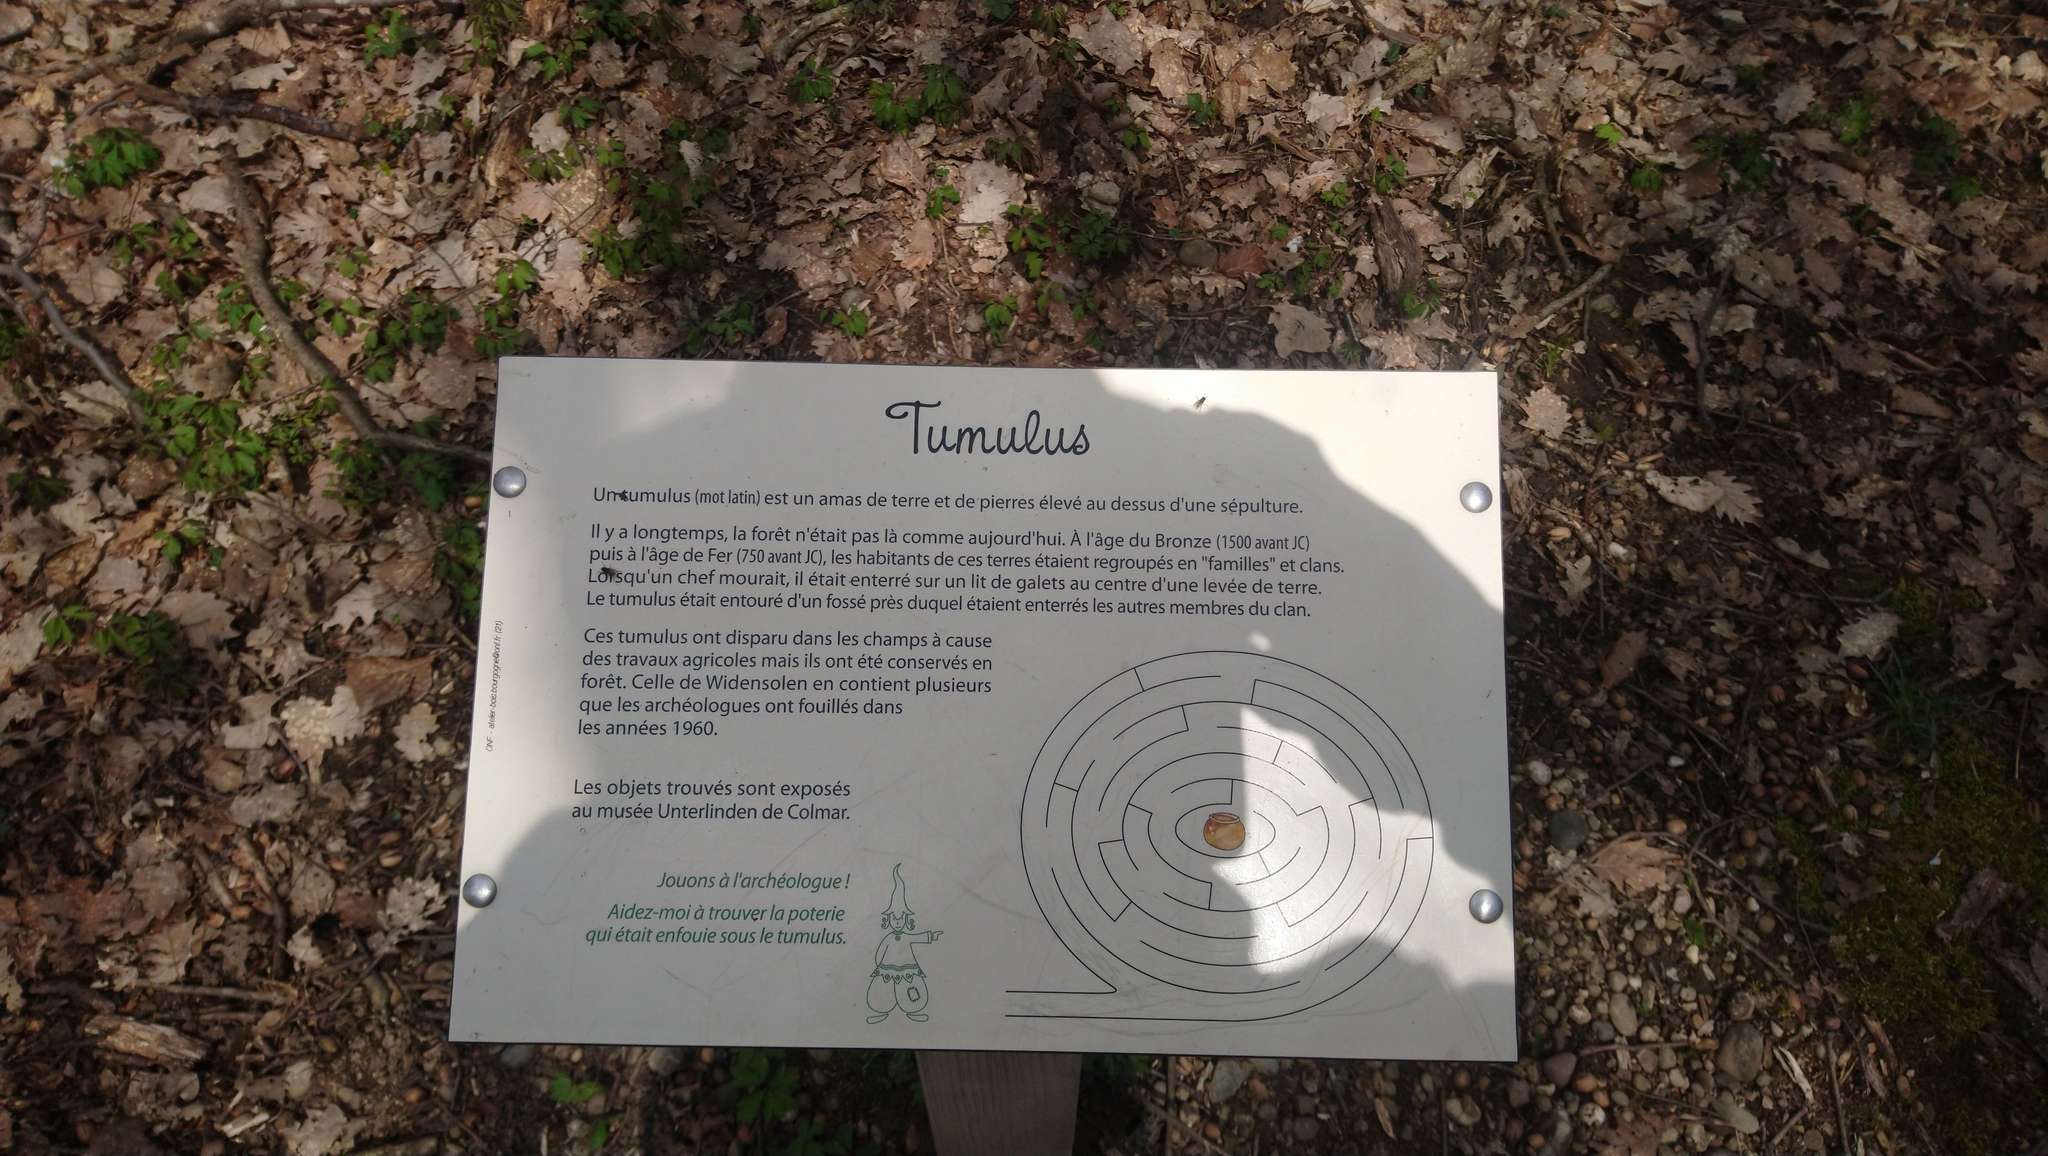 Tumulus
Un tumulus (mot latin) est un amas de terre et de pierres élevé au dessus d'une sépulture.
Il y a longtemps, la forêt n'était pas là comme aujourd'hui. À l'âge du Bronze (1500 avant JC)
puis à l'âge de Fer (750 avant JC), les habitants de ces terres étaient regroupés en "familles" et clans.
Lorsqu'un chef mourait, il était enterré sur un lit de galets au centre d'une levée de terre.
Le tumulus était entouré d'un fossé près duquel étaient enterrés les autres membres du clan.
Ces tumulus ont disparu dans les champs à cause
des travaux agricoles mais ils ont été conservés en
forêt. Celle de Widensolen en contient plusieurs
que les archéologues ont fouillés dans
les années 1960.
Les objets trouvés sont exposés
au musée Unterlinden de Colmar.
Jouons à l'archéologue !
Aidez-moi à trouver la poterie
qui était enfouie sous le tumulus.
ONF - atelier-bois.bourgogne@onf.fr (21)